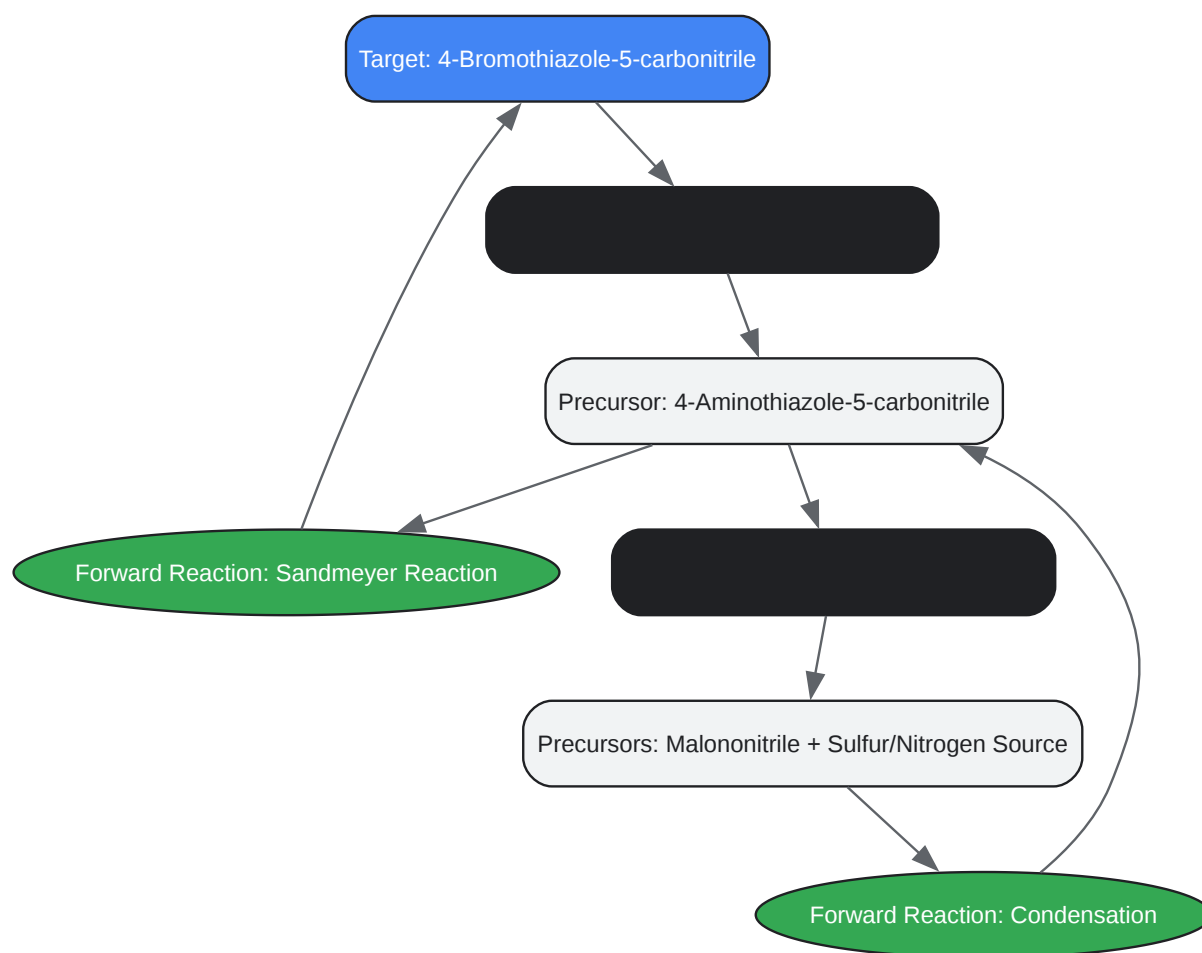 Target: 4-Bromothiazole-5-carbonitrile
Precursor: 4-Aminothiazole-5-carbonitrile
Forward Reaction: Sandmeyer Reaction
Precursors: Malononitrile + Sulfur/Nitrogen Source
Forward Reaction: Condensation